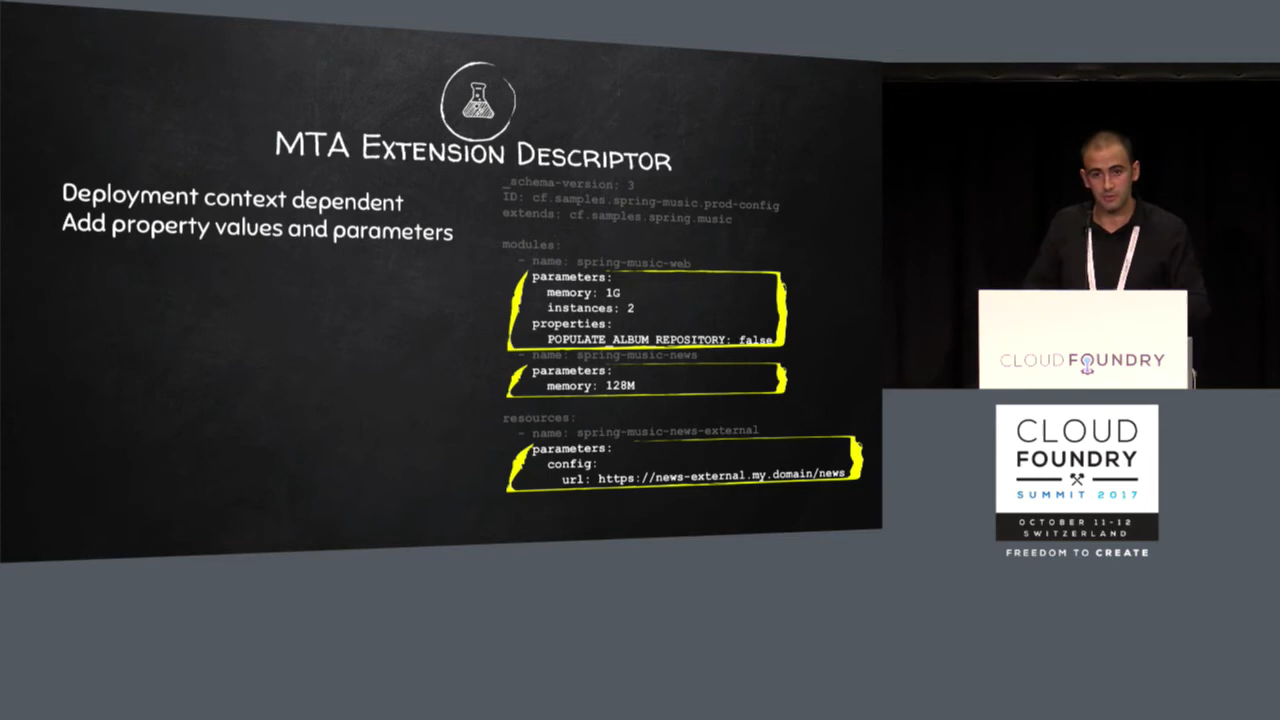 MTA Extension Descriptor
Deployment context dependent
Add property values and parameters
_schema-version: 3
ID: cf.samples.spring-music.prod-config
extends: cf.samples.spring.music
modules:
- name: spring-music-web
parameters:
memory: 1G
instances: 2
properties:
POPULATE_ALBUM_REPOSITORY: false
- name: spring-music-news
parameters:
memory: 128M
resources:
- name: spring-music-news-external
parameters:
config:
url: https://news-external.my.domain/news
CLOUD FOUNDRY
CLOUD
FOUNDRY
SUMMIT 2017
OCTOBER 11-12
SWITZERLAND
FREEDOM TO CREATE